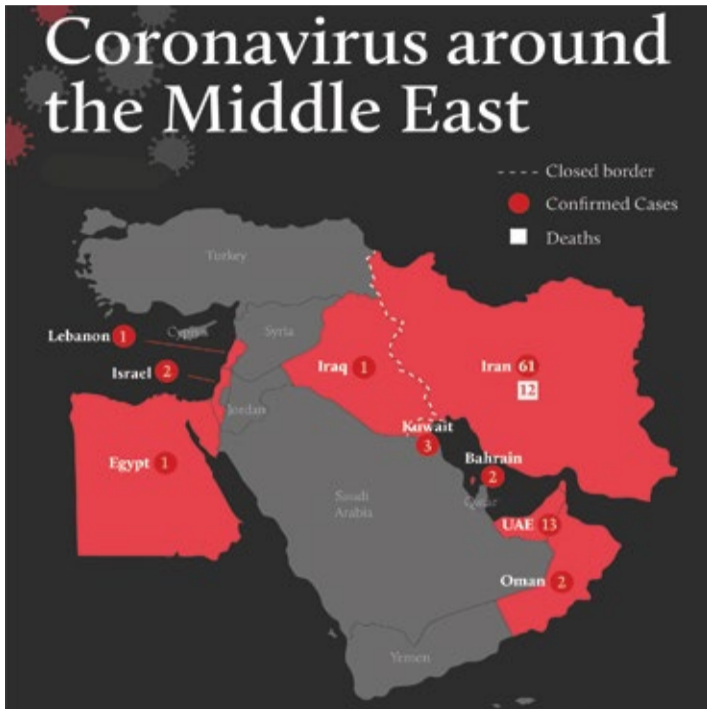 Coronavirus around
the Middle East
Closed border
Confirmed Cases
Deaths
Turkey
Lebanon 1
Cyprus
Syria
Israel 2
Iraq 1
Iran 61
12
Jordan
Kuwait
3
Egypt 1
Bahrain
2
Saudi
Arabia
Qatar
UAE 13
Oman 2
Yemen